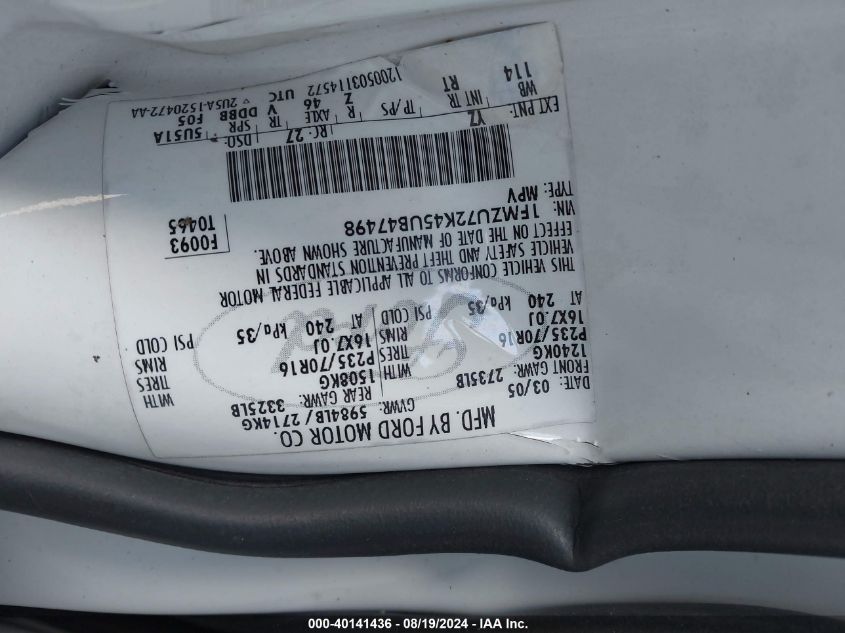 MFD. BY FORD MOTOR CO.
DATE: 03/05
GVWR: 5984LB / 2714KG
FRONT GAWR: 2735LB
1240KG
REAR GAWR: 3325LB
1508KG
P235/70R16
WITH TIRES
P235/70R16
WITH TIRES
16X7.0J
RIMS
16X7.0J
RIMS
AT 240 kPa/35 PSI COLD
AT 240 kPa/35 PSI COLD
THIS VEHICLE CONFORMS TO ALL APPLICABLE FEDERAL MOTOR
VEHICLE SAFETY AND THEFT PREVENTION STANDARDS IN
EFFECT ON THE DATE OF MANUFACTURE SHOWN ABOVE.
VIN: 1FMZU72K45UB47498
TYPE: MPV
F0093
T0465
EXT PNT: YZ
RC: 27
DSO:
WB INT TR TP/PS R AXLE TR SPR
114 RT Z 46 V DDBB 5U51A
UTC F05
▽ 2U5A-1520472-AA
1200503114572
000-40141436 - 08/19/2024 - IAA Inc.